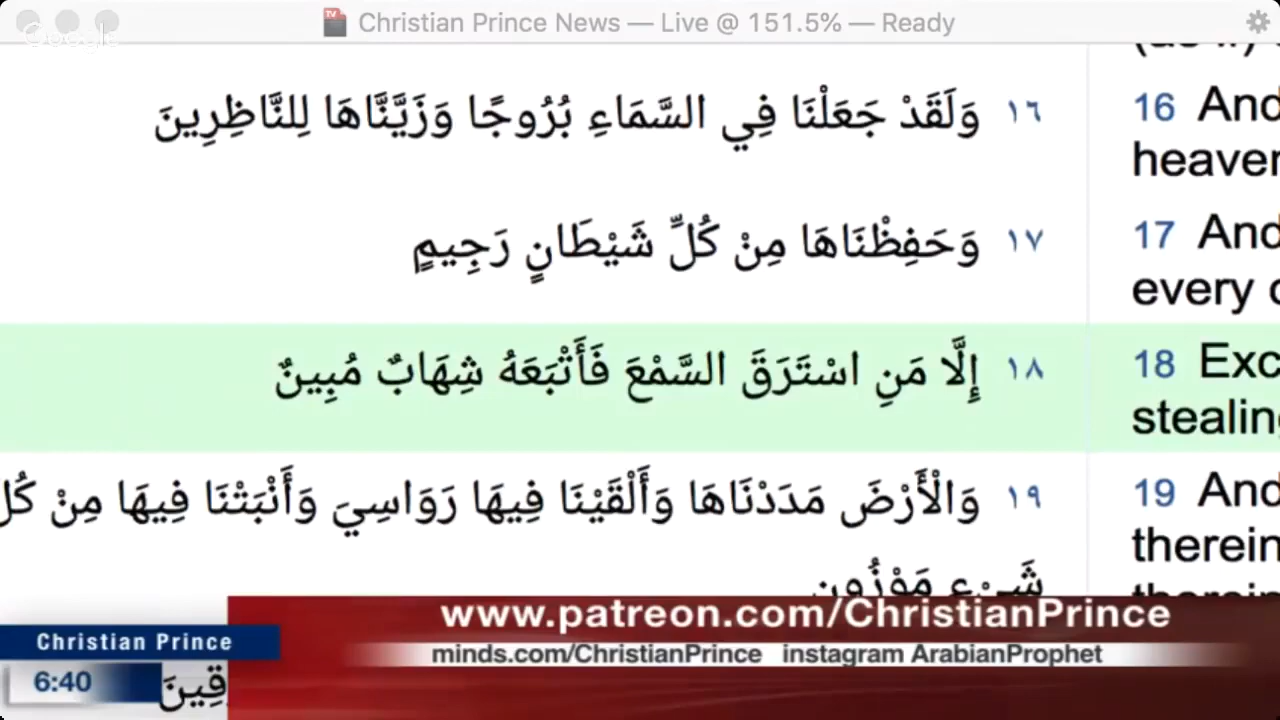 Christian Prince News — Live @ 151.5% — Ready
Google
١٦ وَلَقَدْ جَعَلْنَا فِي السَّمَاءِ بُرُوجًا وَزَيَّنَّاهَا لِلنَّاظِرِينَ
16 And
heaven
١٧ وَحَفِظْنَاهَا مِنْ كُلِّ شَيْطَانٍ رَجِيمٍ
17 And
every
١٨ إِلَّا مَنِ اسْتَرَقَ السَّمْعَ فَأَتْبَعَهُ شِهَابٌ مُبِينٌ
18 Exc
stealing
١٩ وَالْأَرْضَ مَدَدْنَاهَا وَأَلْقَيْنَا فِيهَا رَوَاسِيَ وَأَنْبَتْنَا فِيهَا مِنْ كُلِّ
شَيْءٍ مَوْزُونٍ
19 And
therein
www.patreon.com/ChristianPrince
Christian Prince
minds.com/ChristianPrince instagram ArabianProphet
6:40